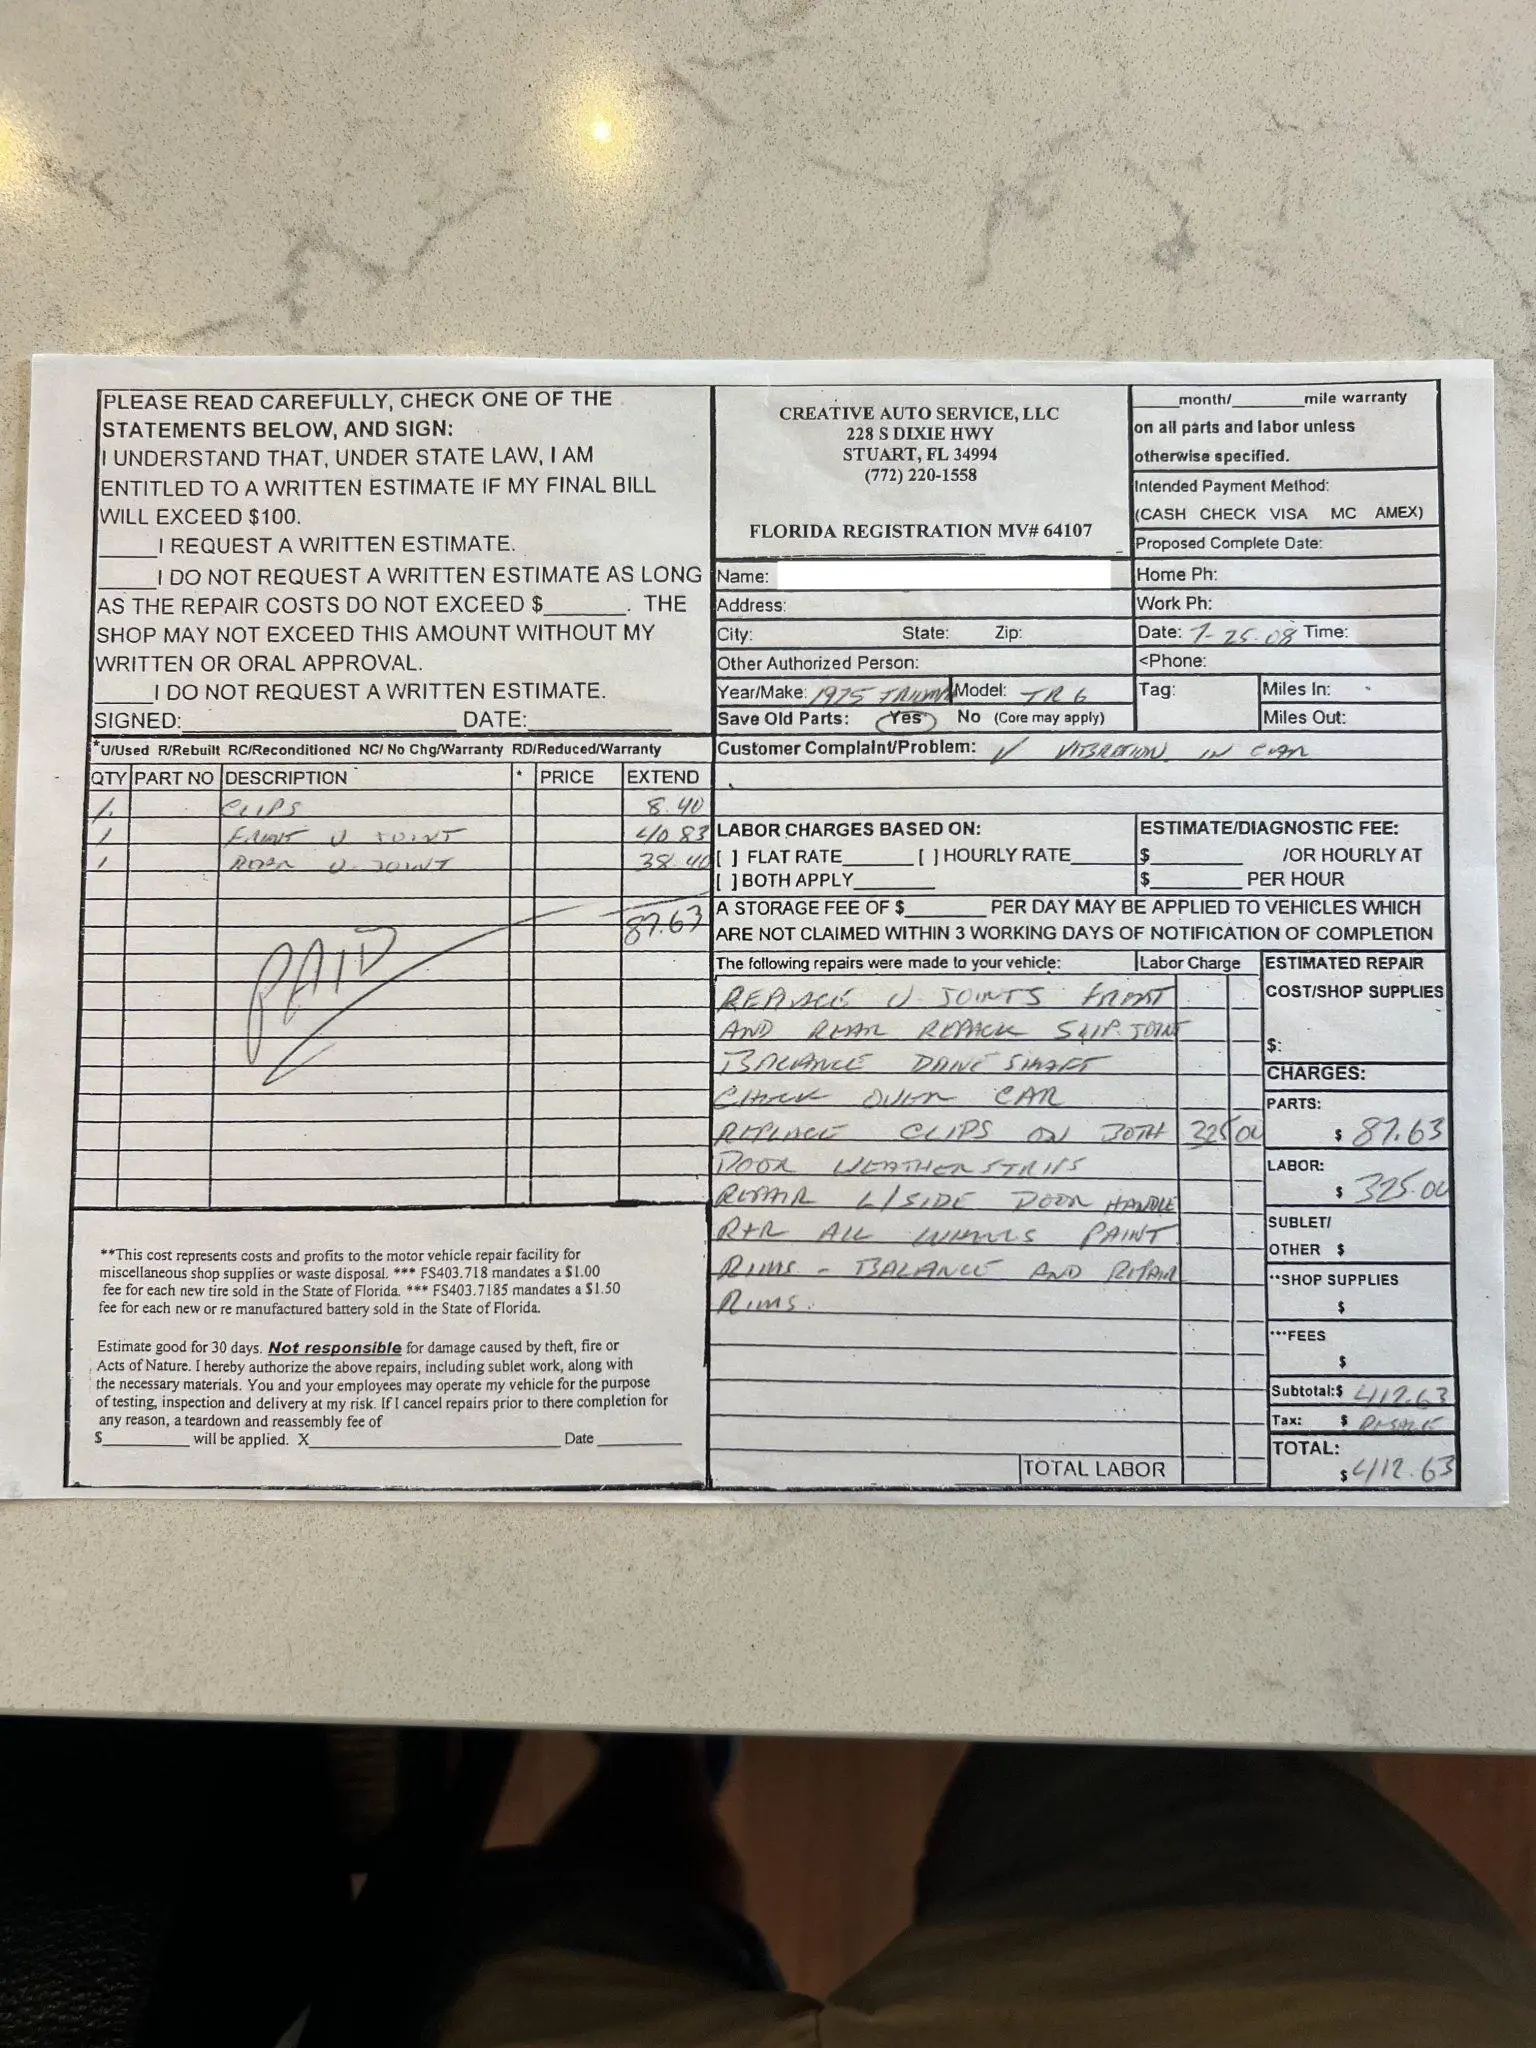 PLEASE READ CAREFULLY, CHECK ONE OF THE
STATEMENTS BELOW, AND SIGN:
I UNDERSTAND THAT, UNDER STATE LAW, I AM
ENTITLED TO A WRITTEN ESTIMATE IF MY FINAL BILL
WILL EXCEED $100.
_____I REQUEST A WRITTEN ESTIMATE.
_____I DO NOT REQUEST A WRITTEN ESTIMATE AS LONG
AS THE REPAIR COSTS DO NOT EXCEED $_______. THE
SHOP MAY NOT EXCEED THIS AMOUNT WITHOUT MY
WRITTEN OR ORAL APPROVAL.
_____I DO NOT REQUEST A WRITTEN ESTIMATE.
SIGNED:____________________DATE:__________
*U/Used R/Rebuilt RC/Reconditioned NC/ No Chg/Warranty RD/Reduced/Warranty
QTY PART NO DESCRIPTION * PRICE EXTEND
1 CLIPS 8.40
1 FRONT U JOINT 40 83
1 REAR U JOINT 38.40
87.63
PAID
**This cost represents costs and profits to the motor vehicle repair facility for
miscellaneous shop supplies or waste disposal. *** FS403.718 mandates a $1.00
fee for each new tire sold in the State of Florida. *** FS403.7185 mandates a $1.50
fee for each new or re manufactured battery sold in the State of Florida.
Estimate good for 30 days. Not responsible for damage caused by theft, fire or
Acts of Nature. I hereby authorize the above repairs, including sublet work, along with
the necessary materials. You and your employees may operate my vehicle for the purpose
of testing, inspection and delivery at my risk. If I cancel repairs prior to there completion for
any reason, a teardown and reassembly fee of
$__________ will be applied. X______________________________ Date __________
CREATIVE AUTO SERVICE, LLC
228 S DIXIE HWY
STUART, FL 34994
(772) 220-1558
FLORIDA REGISTRATION MV# 64107
Name:
Address:
City: State: Zip:
Other Authorized Person:
Year/Make: 1975 TRIUMPH Model: TR6
Save Old Parts: Yes No (Core may apply)
Customer Complaint/Problem: VIBRATION IN CAR
_____month/_______mile warranty
on all parts and labor unless
otherwise specified.
Intended Payment Method:
(CASH CHECK VISA MC AMEX)
Proposed Complete Date:
Home Ph:
Work Ph:
Date: 7-25-08 Time:
<Phone:
Tag: Miles In:
Miles Out:
LABOR CHARGES BASED ON:
[ ] FLAT RATE_______ [ ] HOURLY RATE_______
[ ] BOTH APPLY________
ESTIMATE/DIAGNOSTIC FEE:
$_________ /OR HOURLY AT
$_________ PER HOUR
A STORAGE FEE OF $_______ PER DAY MAY BE APPLIED TO VEHICLES WHICH
ARE NOT CLAIMED WITHIN 3 WORKING DAYS OF NOTIFICATION OF COMPLETION
The following repairs were made to your vehicle: Labor Charge
REPLACE U JOINTS FRONT
AND REAR REPACK SLIP JOINT
BALANCE DRIVE SHAFT
CHECK OVER CAR
REPLACE CLIPS ON BOTH 325 00
DOOR WEATHERSTRIPS
REPAIR L/SIDE DOOR HANDLE
R+R ALL WHEELS PAINT
RIMS - BALANCE AND REPAIR
RIMS.
TOTAL LABOR
ESTIMATED REPAIR
COST/SHOP SUPPLIES
$:
CHARGES:
PARTS:
$ 87.63
LABOR:
$ 325.00
SUBLET/
OTHER $
**SHOP SUPPLIES
$
***FEES
$
Subtotal:$ 412.63
Tax: $ RESALE
TOTAL:
$ 412.63